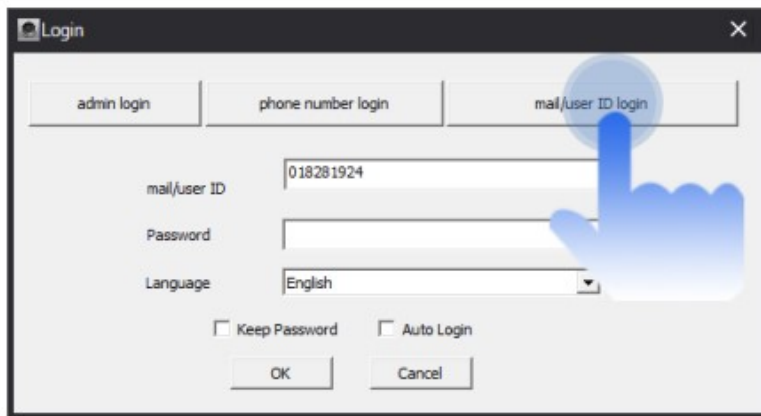 Login
admin login
phone number login
mail/user ID login
mail/user ID
018281924
Password
Language
English
Keep Password
Auto Login
OK
Cancel